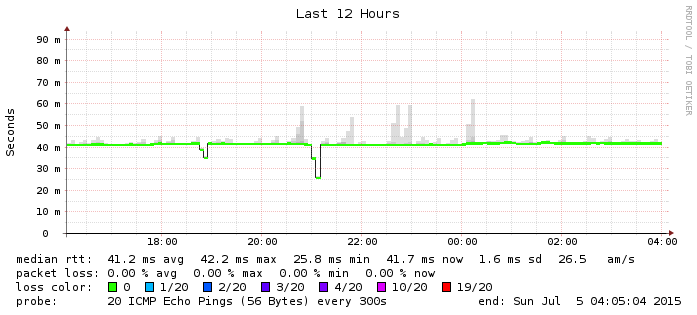 Last 12 Hours
RRDTOOL / TOBI OETIKER
Seconds
90 m
80 m
70 m
60 m
50 m
40 m
30 m
20 m
10 m
0
18:00 20:00 22:00 00:00 02:00 04:00
median rtt: 41.2 ms avg 42.2 ms max 25.8 ms min 41.7 ms now 1.6 ms sd 26.5 am/s
packet loss: 0.00 % avg 0.00 % max 0.00 % min 0.00 % now
loss color: 0 1/20 2/20 3/20 4/20 10/20 19/20
probe: 20 ICMP Echo Pings (56 Bytes) every 300s end: Sun Jul 5 04:05:04 2015